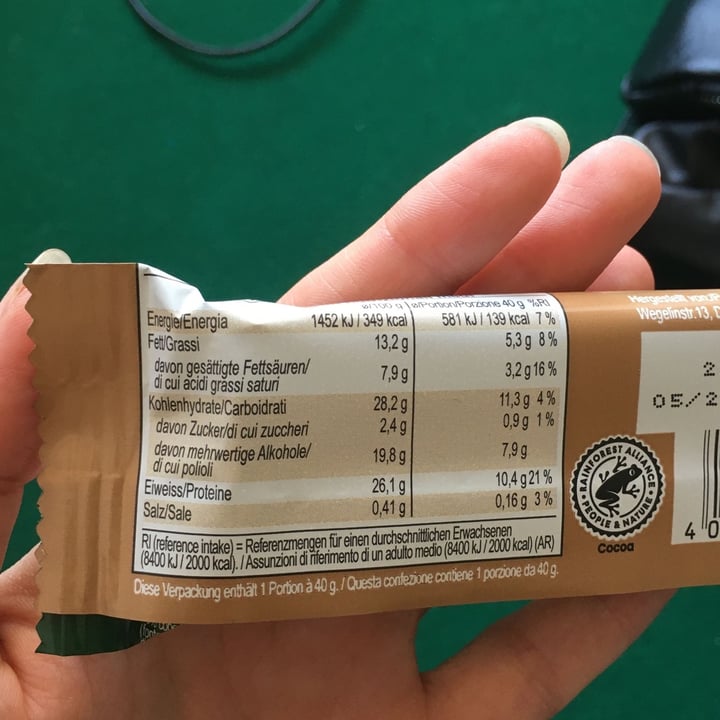 ø/100 g ø/Portion/Porzione 40 g %RI
Energie/Energia 1452 kJ / 349 kcal 581 kJ / 139 kcal 7 %
Fett/Grassi 13,2 g 5,3 g 8 %
davon gesättigte Fettsäuren/
di cui acidi grassi saturi 7,9 g 3,2 g 16 %
Kohlenhydrate/Carboidrati 28,2 g 11,3 g 4 %
davon Zucker/di cui zuccheri 2,4 g 0,9 g 1 %
davon mehrwertige Alkohole/
di cui polioli 19,8 g 7,9 g
Eiweiss/Proteine 26,1 g 10,4 g 21 %
Salz/Sale 0,41 g 0,16 g 3 %
RI (reference intake) = Referenzmengen für einen durchschnittlichen Erwachsenen
(8400 kJ / 2000 kcal). / Assunzioni di riferimento di un adulto medio (8400 kJ / 2000 kcal) (AR)
Diese Verpackung enthält 1 Portion à 40 g. / Questa confezione contiene 1 porzione da 40 g.
Hergestellt von
Wegelinstr.13, D
2
05/2
RAINFOREST ALLIANCE
PEOPLE & NATURE
Cocoa
4 0